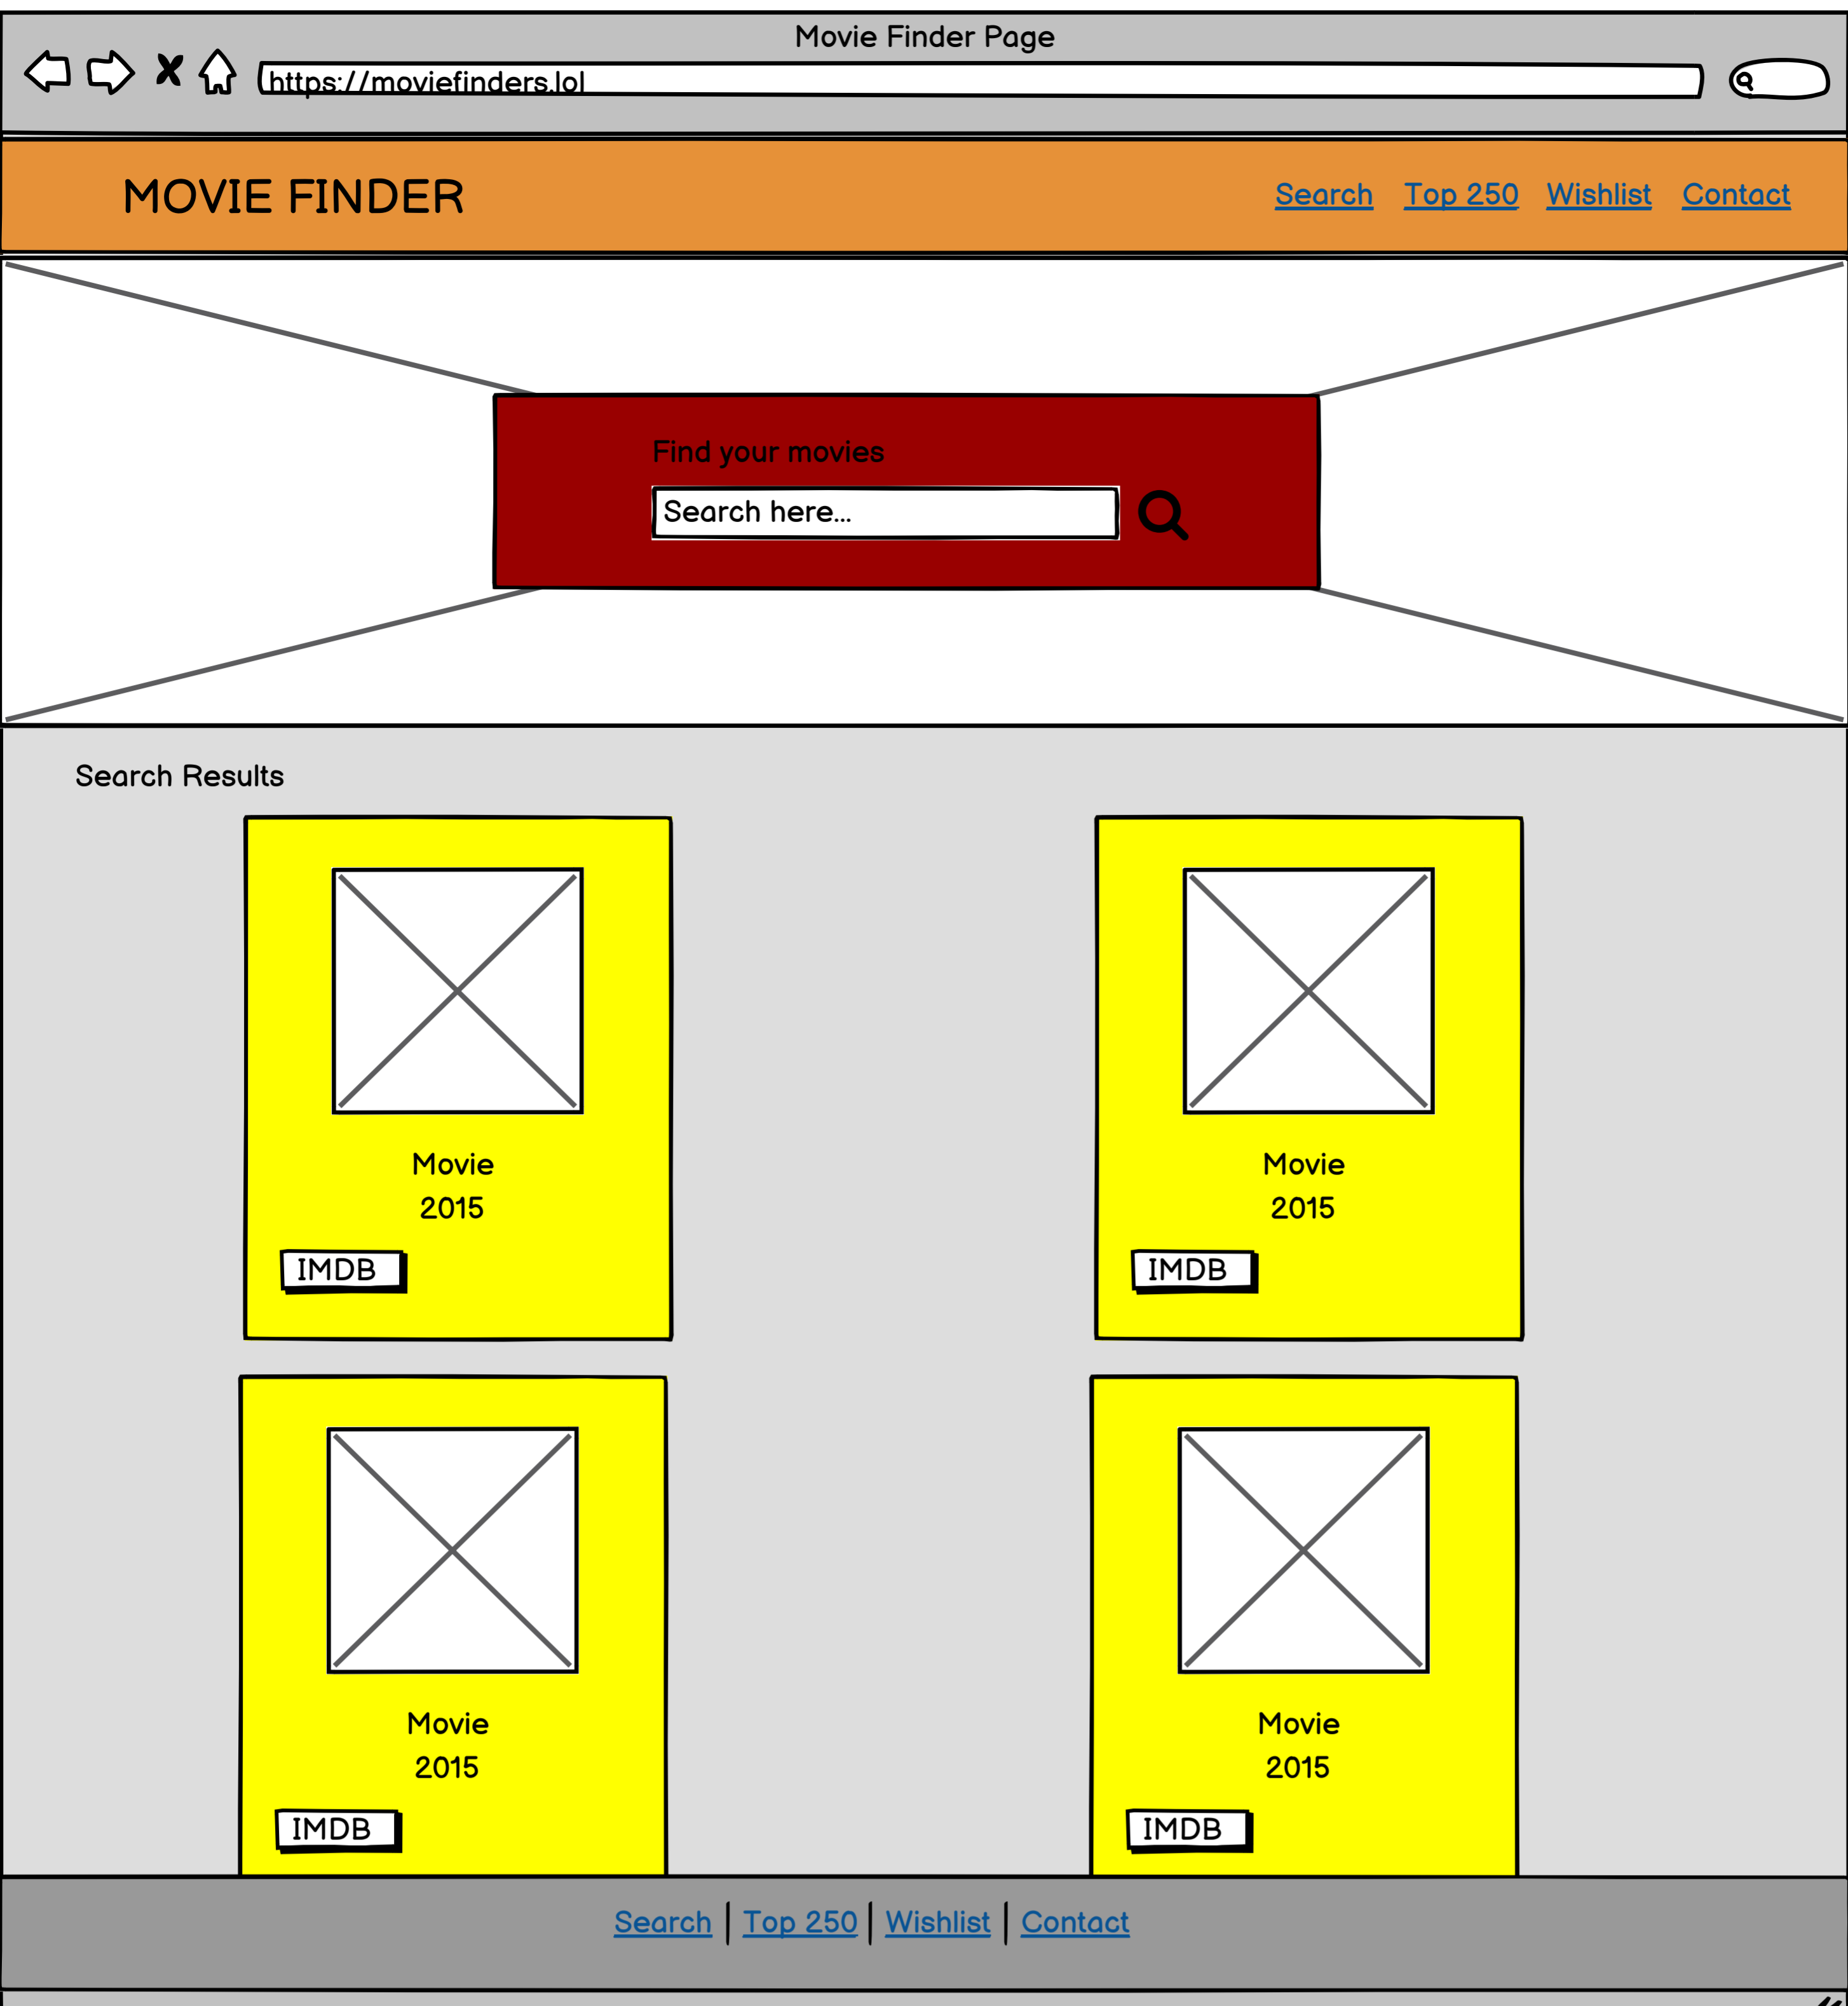 Movie Finder Page
https://moviefinders.lol
MOVIE FINDER
Search Top 250 Wishlist Contact
Find your movies
Search here...
Search Results
Movie
2015
IMDB
Movie
2015
IMDB
Movie
2015
IMDB
Movie
2015
IMDB
Search | Top 250 | Wishlist | Contact